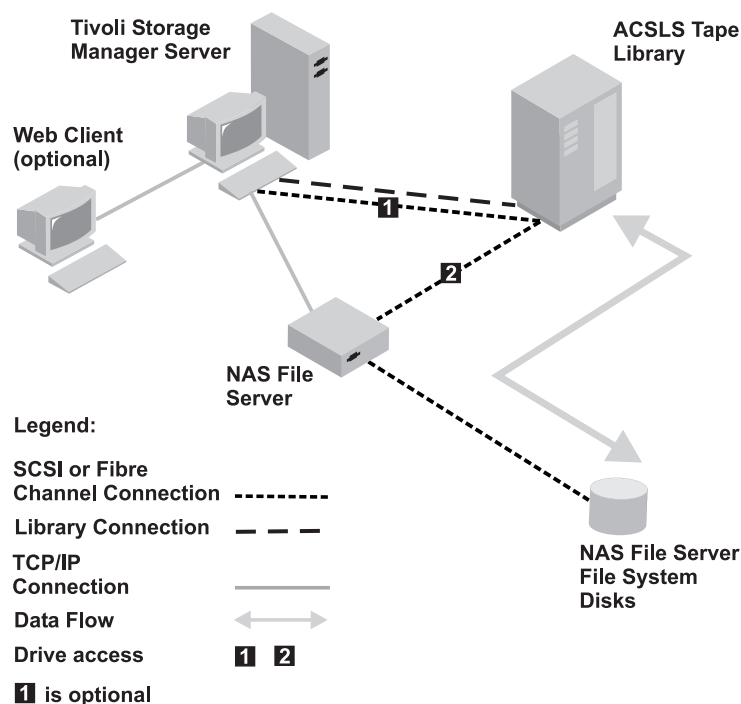 Tivoli Storage
Manager Server
ACSLS Tape
Library
Web Client
(optional)
1
2
NAS File
Server
Legend:
SCSI or Fibre
Channel Connection
Library Connection
TCP/IP
Connection
Data Flow
Drive access 1 2
1 is optional
NAS File Server
File System
Disks